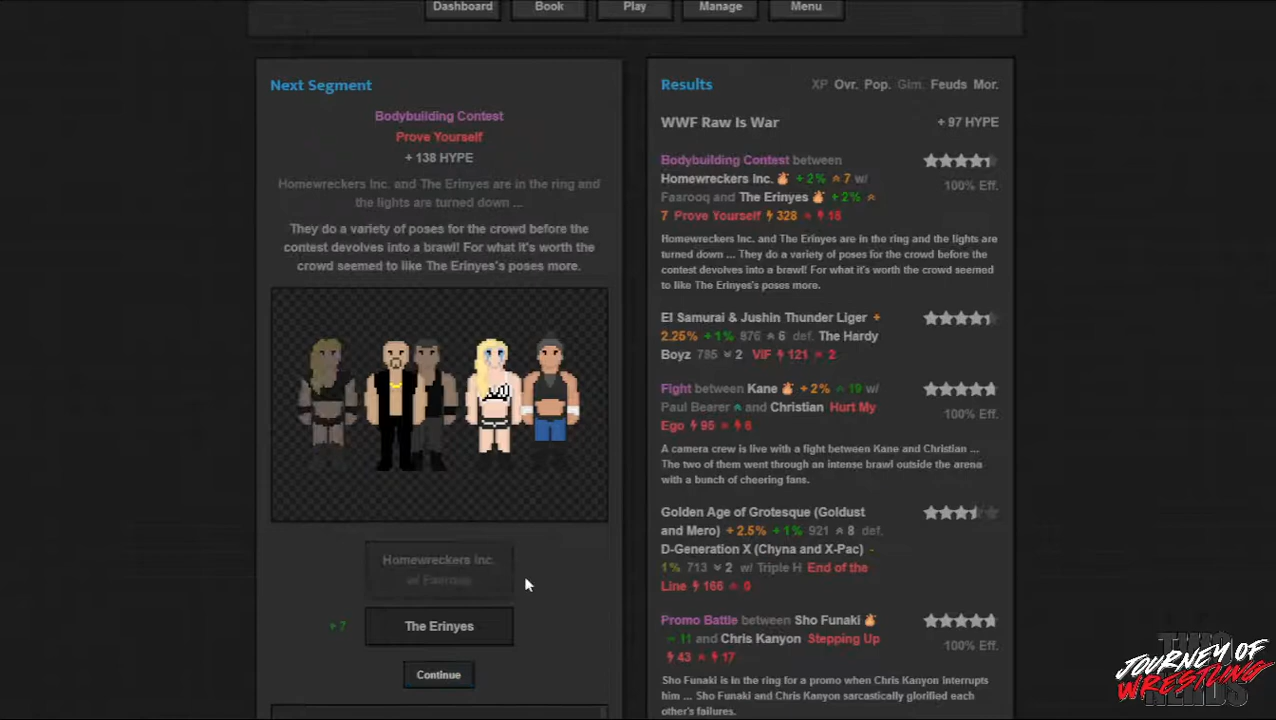 Dashboard
Book
Play
Manage
Menu
Next Segment
Bodybuilding Contest
Prove Yourself
+ 138 HYPE
Homewreckers Inc. and The Erinyes are in the ring and
the lights are turned down ...
They do a variety of poses for the crowd before the
contest devolves into a brawl! For what it's worth the
crowd seemed to like The Erinyes's poses more.
Homewreckers Inc.
w/ Faarooq
+ 7
The Erinyes
Continue
Results
XP Ovr. Pop. Gim. Feuds Mor.
WWF Raw Is War
+ 97 HYPE
Bodybuilding Contest between
Homewreckers Inc. + 2% 7 w/
Faarooq and The Erinyes + 2%
7 Prove Yourself 328 18
100% Eff.
Homewreckers Inc. and The Erinyes are in the ring and the lights are
turned down ... They do a variety of poses for the crowd before the
contest devolves into a brawl! For what it's worth the crowd seemed
to like The Erinyes's poses more.
El Samurai & Jushin Thunder Liger +
2.25% + 1% 876 6 def. The Hardy
Boyz 785 2 ViF 121 2
Fight between Kane + 2% 19 w/
Paul Bearer and Christian Hurt My
Ego 95 6
100% Eff.
A camera crew is live with a fight between Kane and Christian ...
The two of them went through an intense brawl outside the arena
with a bunch of cheering fans.
Golden Age of Grotesque (Goldust
and Mero) + 2.5% + 1% 921 8 def.
D-Generation X (Chyna and X-Pac) -
1% 713 2 w/ Triple H End of the
Line 166 0
Promo Battle between Sho Funaki
11 and Chris Kanyon Stepping Up
43 17
100% Eff.
Sho Funaki is in the ring for a promo when Chris Kanyon interrupts
him ... Sho Funaki and Chris Kanyon sarcastically glorified each
other's failures.
JOURNEY OF
WRESTLING